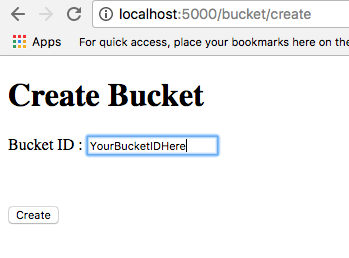 localhost:5000/bucket/create
Apps For quick access, place your bookmarks here on the
Create Bucket
Bucket ID : YourBucketIDHere
Create